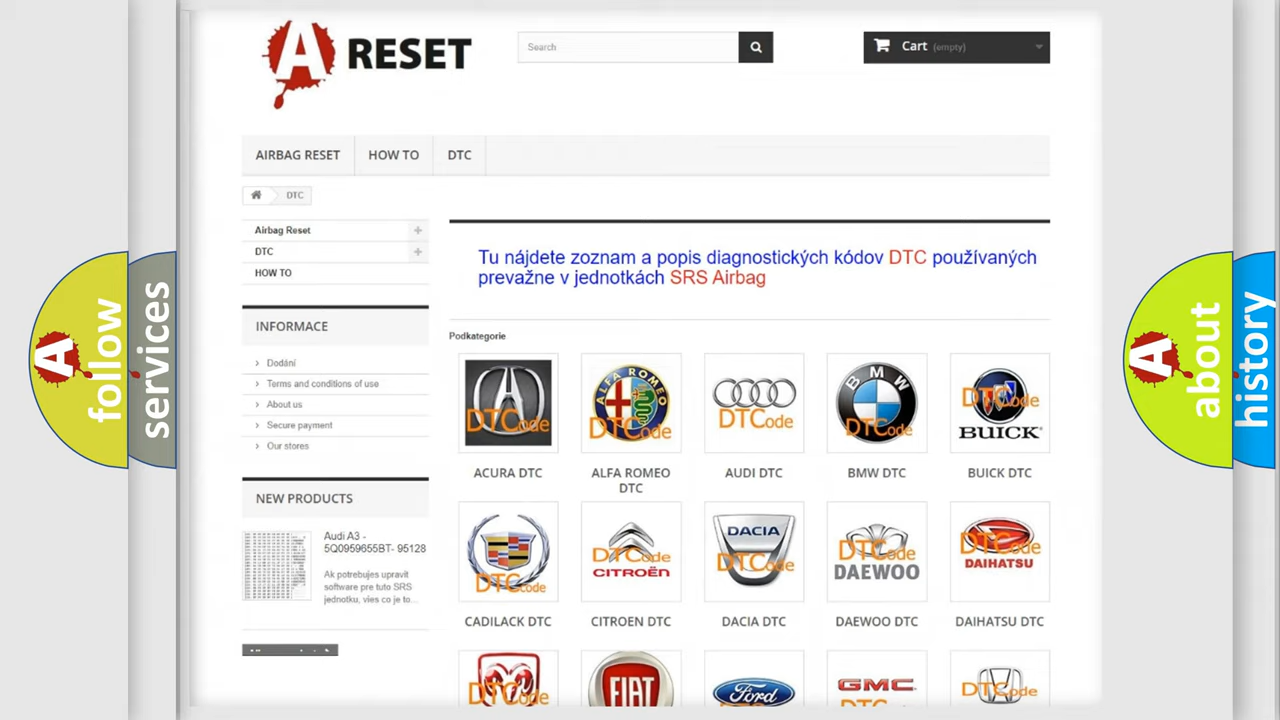 A RESET
Search
Cart (empty)
AIRBAG RESET
HOW TO
DTC
DTC
Airbag Reset
DTC
HOW TO
Tu nájdete zoznam a popis diagnostických kódov DTC používaných
prevažne v jednotkách SRS Airbag
INFORMACE
Dodání
Terms and conditions of use
About us
Secure payment
Our stores
Podkategorie
DTCode
ALFA ROMEO
DTCode
DTCode
BMW
DTCode
DTCode
BUICK
ACURA DTC
ALFA ROMEO
DTC
AUDI DTC
BMW DTC
BUICK DTC
NEW PRODUCTS
Audi A3 -
5Q0959655BT- 95128
Ak potrebujes upravit
software pre tuto SRS
jednotku, vies co je to...
DTCode
DTCode
CITROËN
DACIA
DTCode
DTCode
DAEWOO
DTCode
DAIHATSU
CADILACK DTC
CITROEN DTC
DACIA DTC
DAEWOO DTC
DAIHATSU DTC
DTCode
FIAT
Ford
GMC
DTCode
A follow
services
A about
history